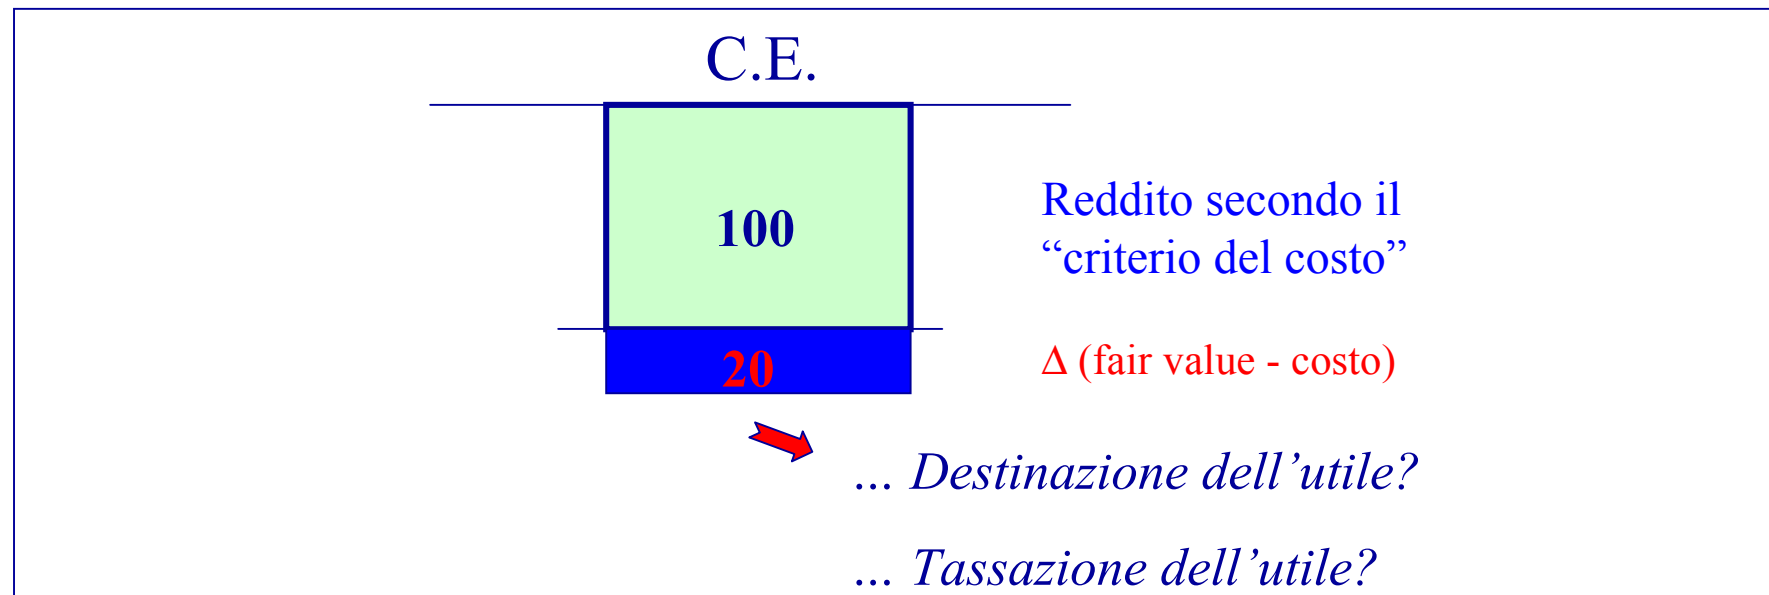 C.E.
100
Reddito secondo il
“criterio del costo”
20
Δ (fair value - costo)
... Destinazione dell’utile?
... Tassazione dell’utile?